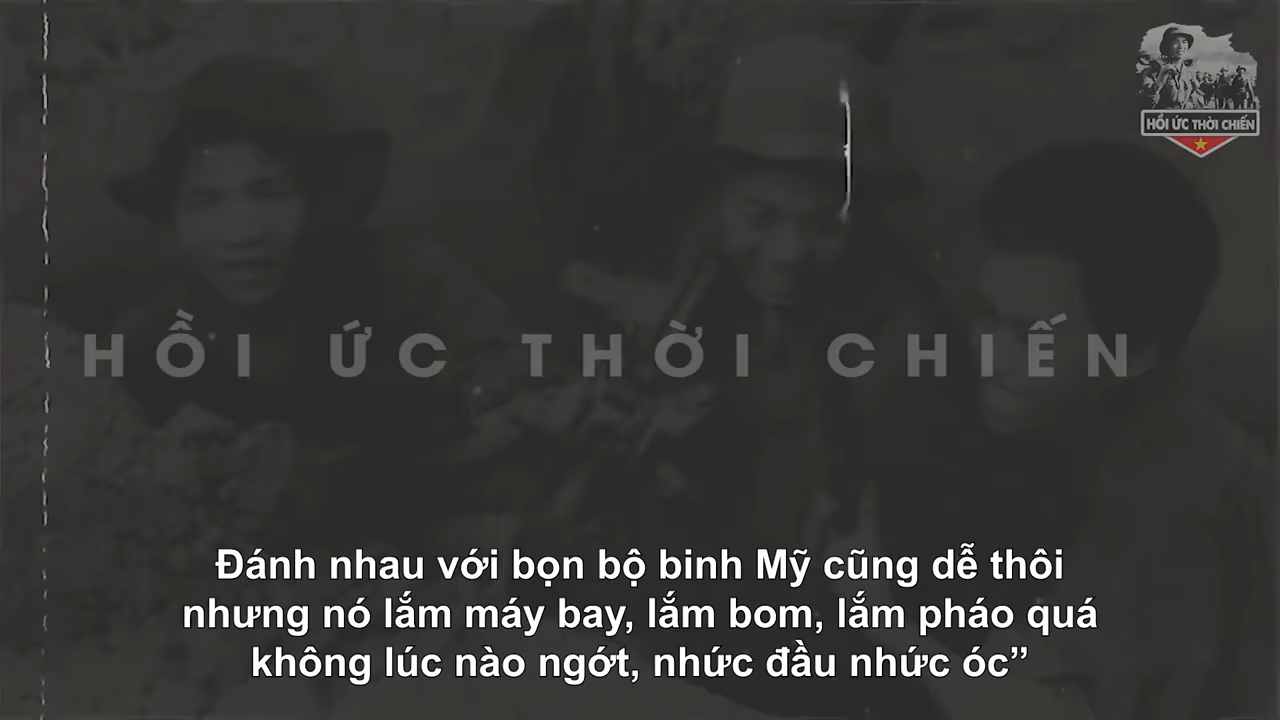 HỒI ỨC THỜI CHIẾN
HỒI ỨC THỜI CHIẾN
Đánh nhau với bọn bộ binh Mỹ cũng dễ thôi
nhưng nó lắm máy bay, lắm bom, lắm pháo quá
không lúc nào ngớt, nhức đầu nhức óc”